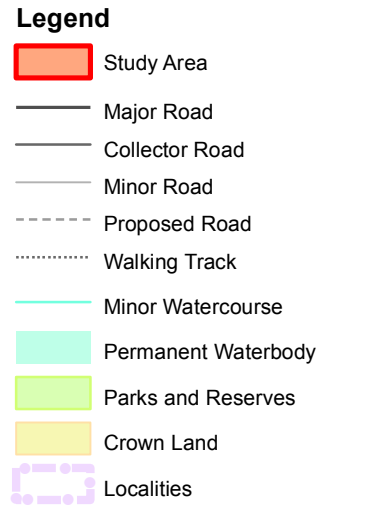 Legend
Study Area
Major Road
Collector Road
Minor Road
Proposed Road
Walking Track
Minor Watercourse
Permanent Waterbody
Parks and Reserves
Crown Land
Localities